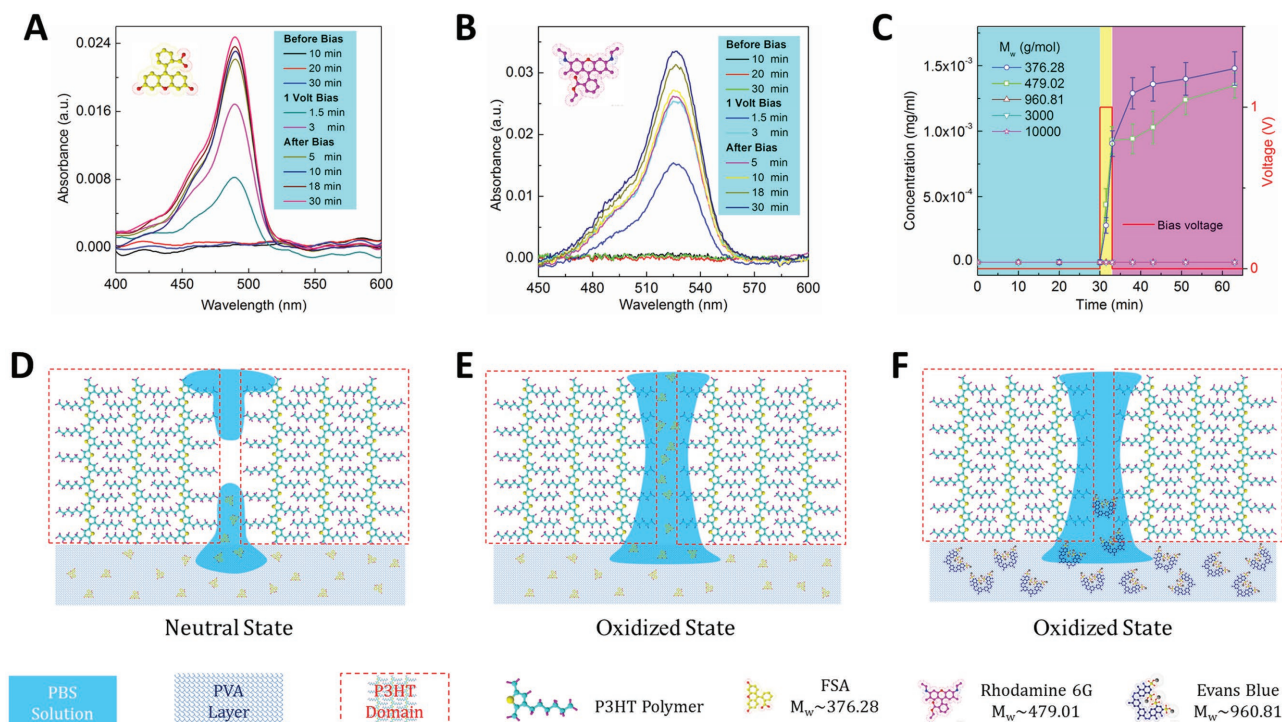 A
0.024
0.016
0.008
0.000
Absorbance (a.u.)
400
450
500
550
600
Wavelength (nm)
Before Bias
10 min
20 min
30 min
1 Volt Bias
1.5 min
3 min
After Bias
5 min
10 min
18 min
30 min
B
0.03
0.02
0.01
0.00
Absorbance (a.u.)
450
480
510
540
570
600
Wavelength (nm)
Before Bias
10 min
20 min
30 min
1 Volt Bias
1.5 min
3 min
After Bias
5 min
10 min
18 min
30 min
C
1.5x10-3
1.0x10-3
5.0x10-4
0.0
Concentration (mg/ml)
Mw (g/mol)
376.28
479.02
960.81
3000
10000
Bias voltage
1
0
Voltage (V)
0
10
20
30
40
50
60
Time (min)
D
Neutral State
E
Oxidized State
F
Oxidized State
PBS
Solution
PVA
Layer
P3HT
Domain
P3HT Polymer
FSA
Mw~376.28
Rhodamine 6G
Mw~479.01
Evans Blue
Mw~960.81